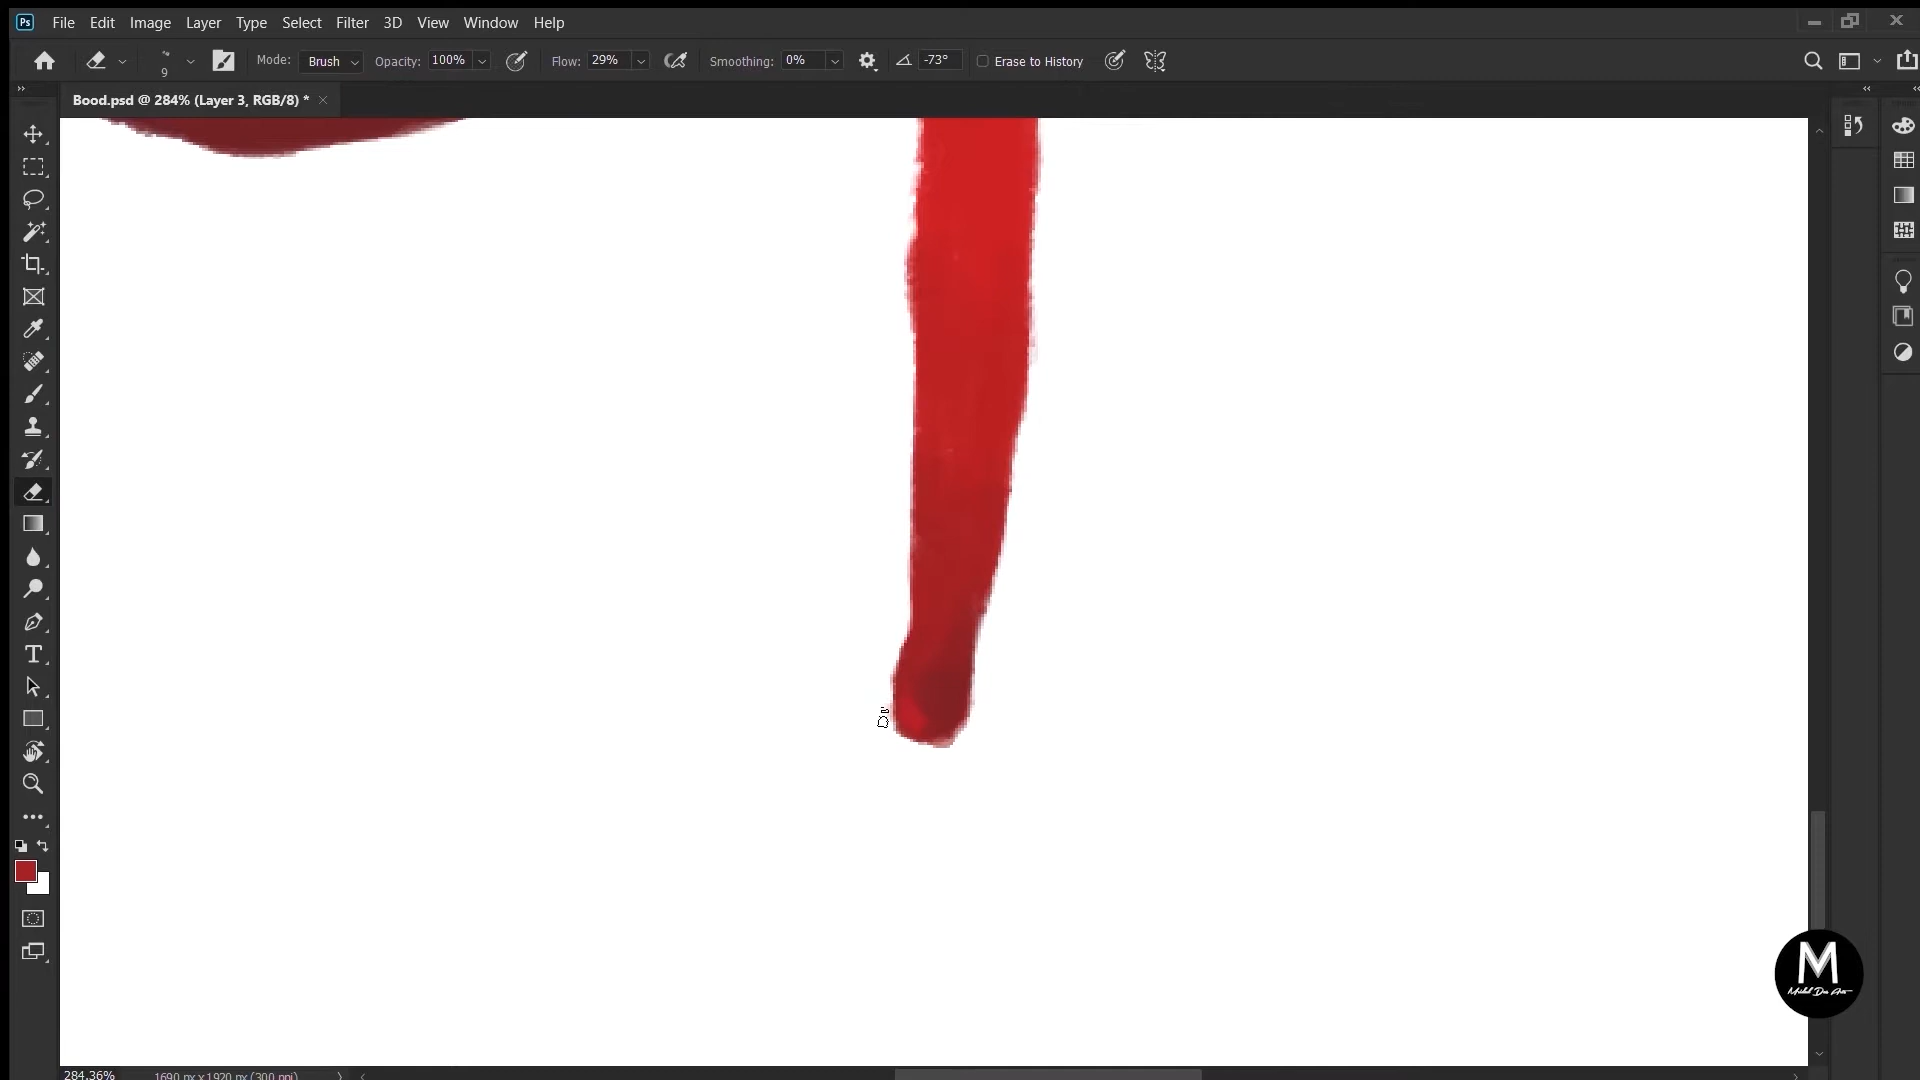 Ps File Edit Image Layer Type Select Filter 3D View Window Help
9 Mode: Brush Opacity: 100% Flow: 29% Smoothing: 0% -73° Erase to History
Bood.psd @ 284% (Layer 3, RGB/8) *
M
284.36% 1690 px x 1920 px (300 ppi)